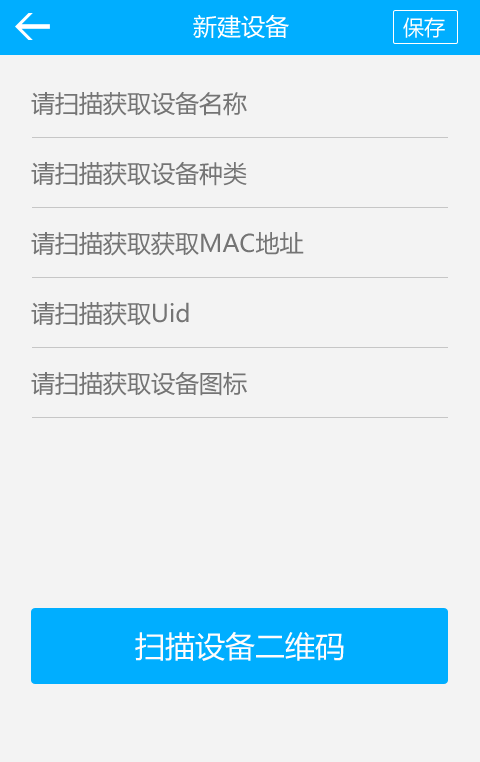 新建设备
保存
请扫描获取设备名称
请扫描获取设备种类
请扫描获取获取MAC地址
请扫描获取Uid
请扫描获取设备图标
扫描设备二维码